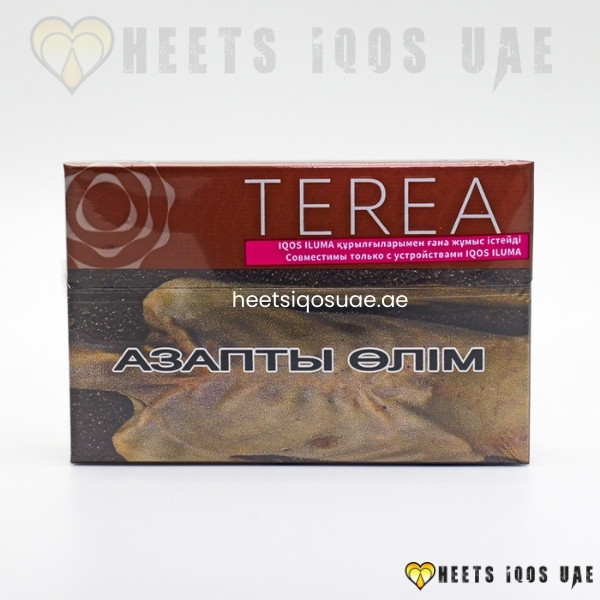 HEETS iQOS UAE
TEREA
IQOS ILUMA құрылғыларымен ғана жұмыс істейді
Совместимы только с устройствами IQOS ILUMA
heetsiqosuae.ae
АЗАПТЫ ӨЛІМ
HEETS iQOS UAE